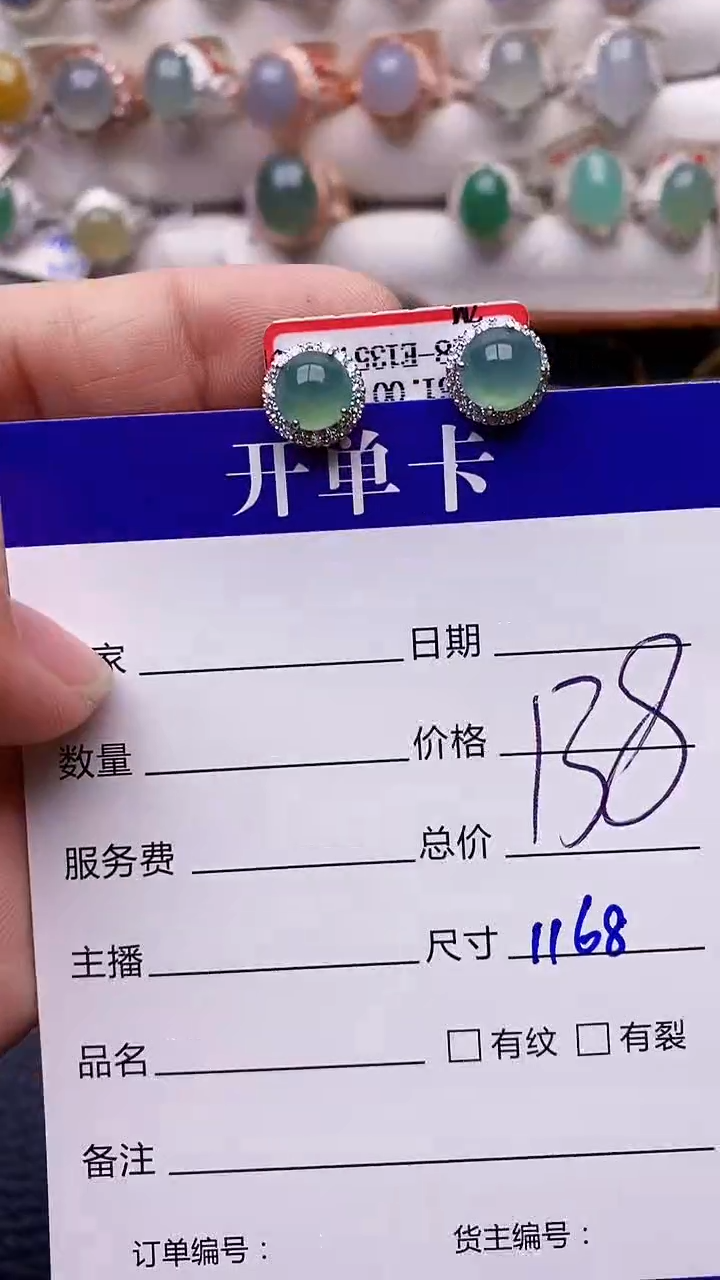 开单卡
家 日期
数量 价格 138
服务费 总价
主播 尺寸 1168
品名 □有纹 □有裂
备注
订单编号： 货主编号：